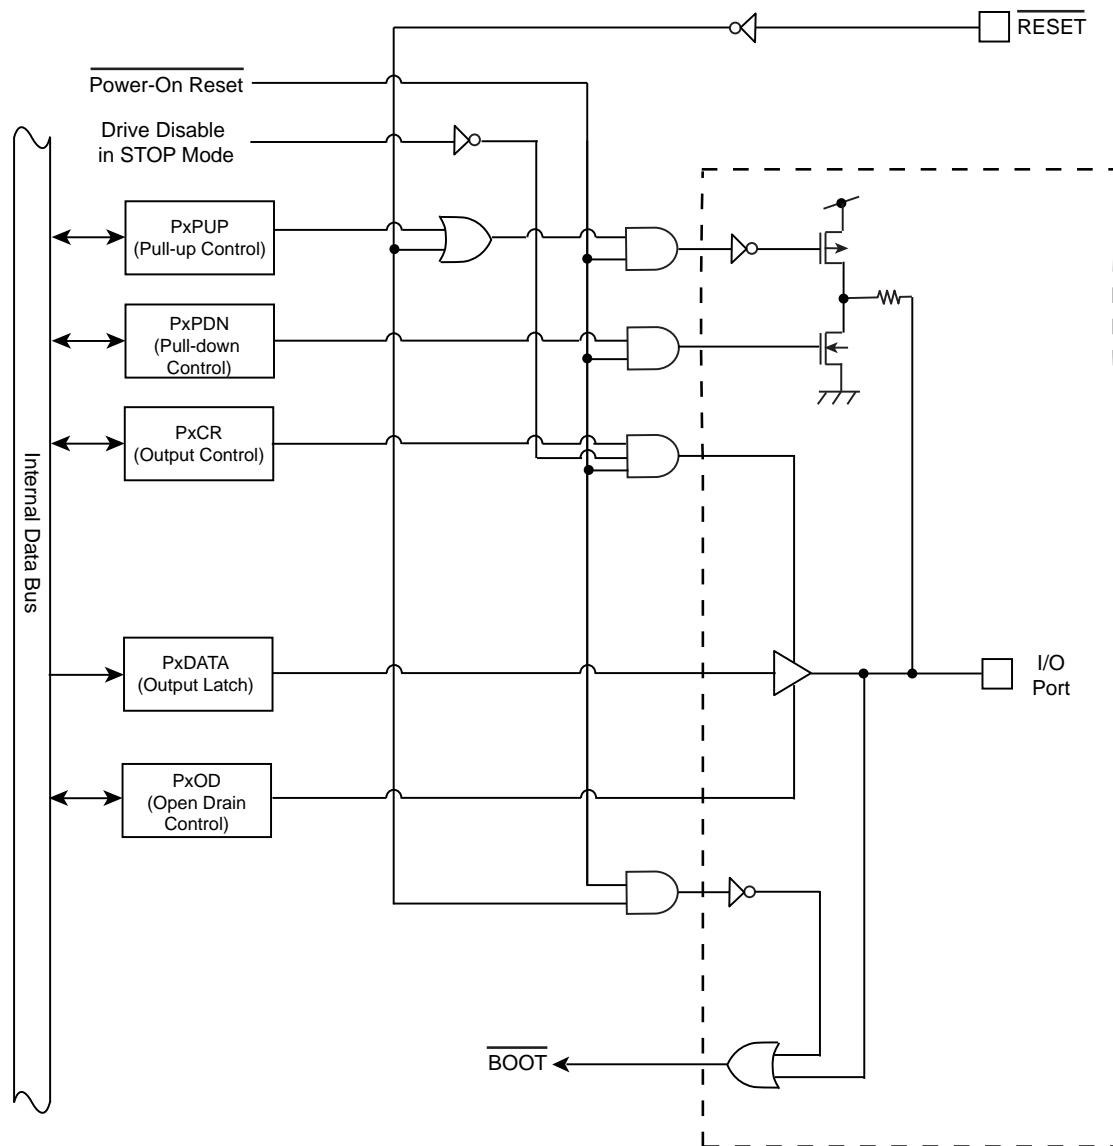 RESET
Power-On Reset
Drive Disable
in STOP Mode
PxPUP
(Pull-up Control)
PxPDN
(Pull-down
Control)
PxCR
(Output Control)
Internal Data Bus
PxDATA
(Output Latch)
I/O
Port
PxOD
(Open Drain
Control)
BOOT